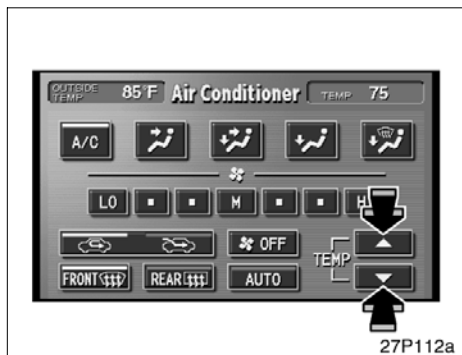 OUTSIDE TEMP 85°F Air Conditioner TEMP 75
A/C
LO M H
OFF
TEMP
FRONT REAR AUTO
27P112a